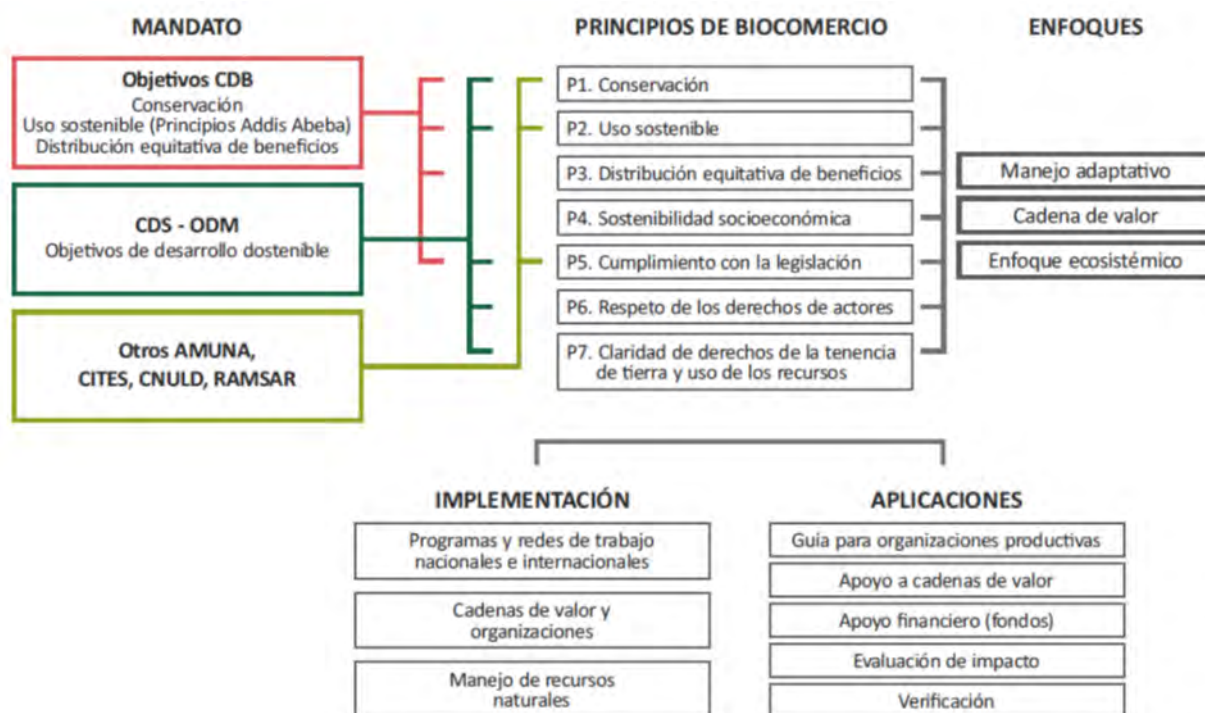 MANDATO
Objetivos CDB
Conservación
Uso sostenible (Principios Addis Abeba)
Distribución equitativa de beneficios
CDS - ODM
Objetivos de desarrollo dostenible
Otros AMUNA,
CITES, CNULD, RAMSAR
PRINCIPIOS DE BIOCOMERCIO
P1. Conservación
P2. Uso sostenible
P3. Distribución equitativa de beneficios
P4. Sostenibilidad socioeconómica
P5. Cumplimiento con la legislación
P6. Respeto de los derechos de actores
P7. Claridad de derechos de la tenencia
de tierra y uso de los recursos
ENFOQUES
Manejo adaptativo
Cadena de valor
Enfoque ecosistémico
IMPLEMENTACIÓN
Programas y redes de trabajo
nacionales e internacionales
Cadenas de valor y
organizaciones
Manejo de recursos
naturales
APLICACIONES
Guía para organizaciones productivas
Apoyo a cadenas de valor
Apoyo financiero (fondos)
Evaluación de impacto
Verificación